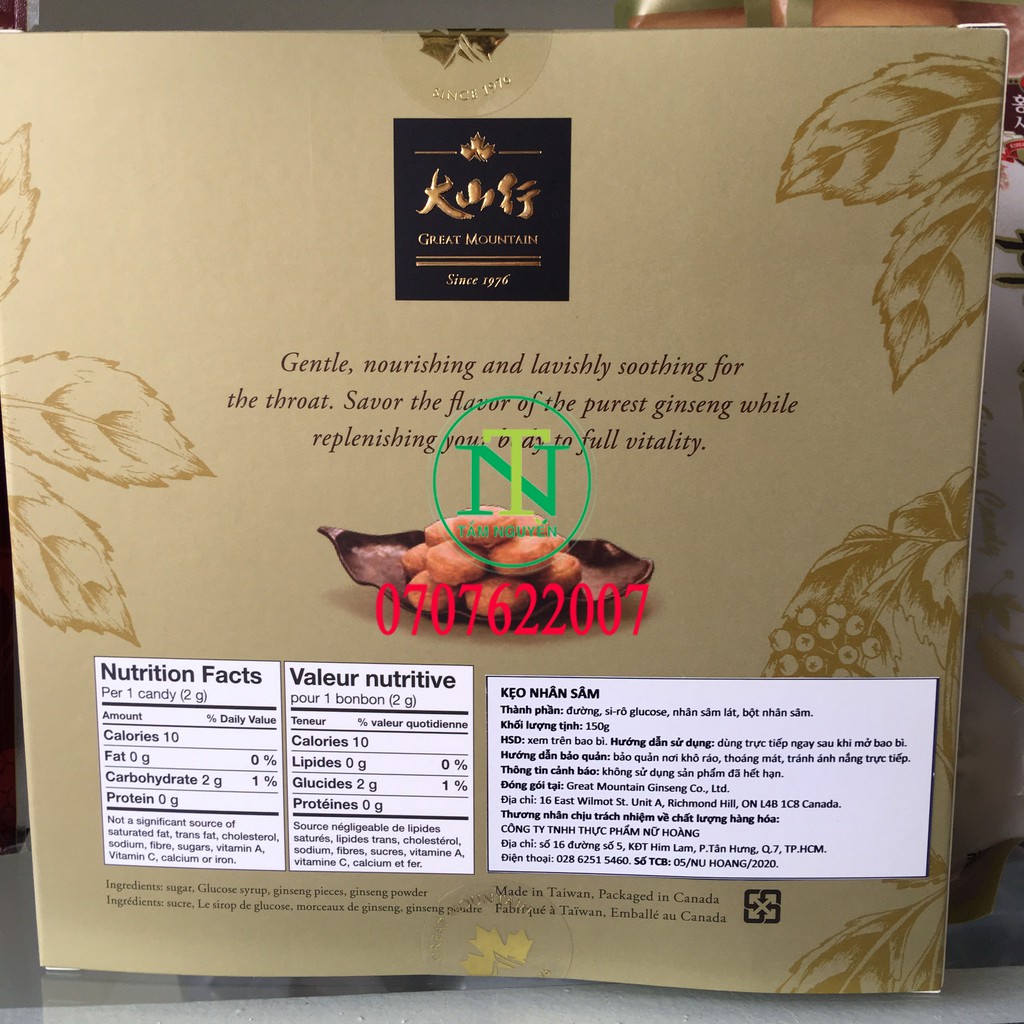 SINCE 1976
大山行
GREAT MOUNTAIN
Since 1976
Gentle, nourishing and lavishly soothing for
the throat. Savor the flavor of the purest ginseng while
replenishing your body to full vitality.
TN
TÂM NGUYÊN
0707622007
Nutrition Facts
Per 1 candy (2 g)
Amount % Daily Value
Calories 10
Fat 0 g 0 %
Carbohydrate 2 g 1 %
Protein 0 g
Not a significant source of
saturated fat, trans fat, cholesterol,
sodium, fibre, sugars, vitamin A,
Vitamin C, calcium or iron.
Valeur nutritive
pour 1 bonbon (2 g)
Teneur % valeur quotidienne
Calories 10
Lipides 0 g 0 %
Glucides 2 g 1 %
Protéines 0 g
Source négligeable de lipides
saturés, lipides trans, cholestérol,
sodium, fibres, sucres, vitamine A,
vitamine C, calcium et fer.
KẸO NHÂN SÂM
Thành phần: đường, si-rô glucose, nhân sâm lát, bột nhân sâm.
Khối lượng tịnh: 150g
HSD: xem trên bao bì. Hướng dẫn sử dụng: dùng trực tiếp ngay sau khi mở bao bì.
Hướng dẫn bảo quản: bảo quản nơi khô ráo, thoáng mát, tránh ánh nắng trực tiếp.
Thông tin cảnh báo: không sử dụng sản phẩm đã hết hạn.
Đóng gói tại: Great Mountain Ginseng Co., Ltd.
Địa chỉ: 16 East Wilmot St. Unit A, Richmond Hill, ON L4B 1C8 Canada.
Thương nhân chịu trách nhiệm về chất lượng hàng hóa:
CÔNG TY TNHH THỰC PHẨM NỮ HOÀNG
Địa chỉ: số 16 đường số 5, KĐT Him Lam, P.Tân Hưng, Q.7, TP.HCM.
Điện thoại: 028 6251 5460. Số TCB: 05/NU HOANG/2020.
Ingredients: sugar, Glucose syrup, ginseng pieces, ginseng powder
Ingrédients: sucre, Le sirop de glucose, morceaux de ginseng, ginseng poudre
Made in Taiwan, Packaged in Canada
Fabriqué à Taïwan, Emballé au Canada